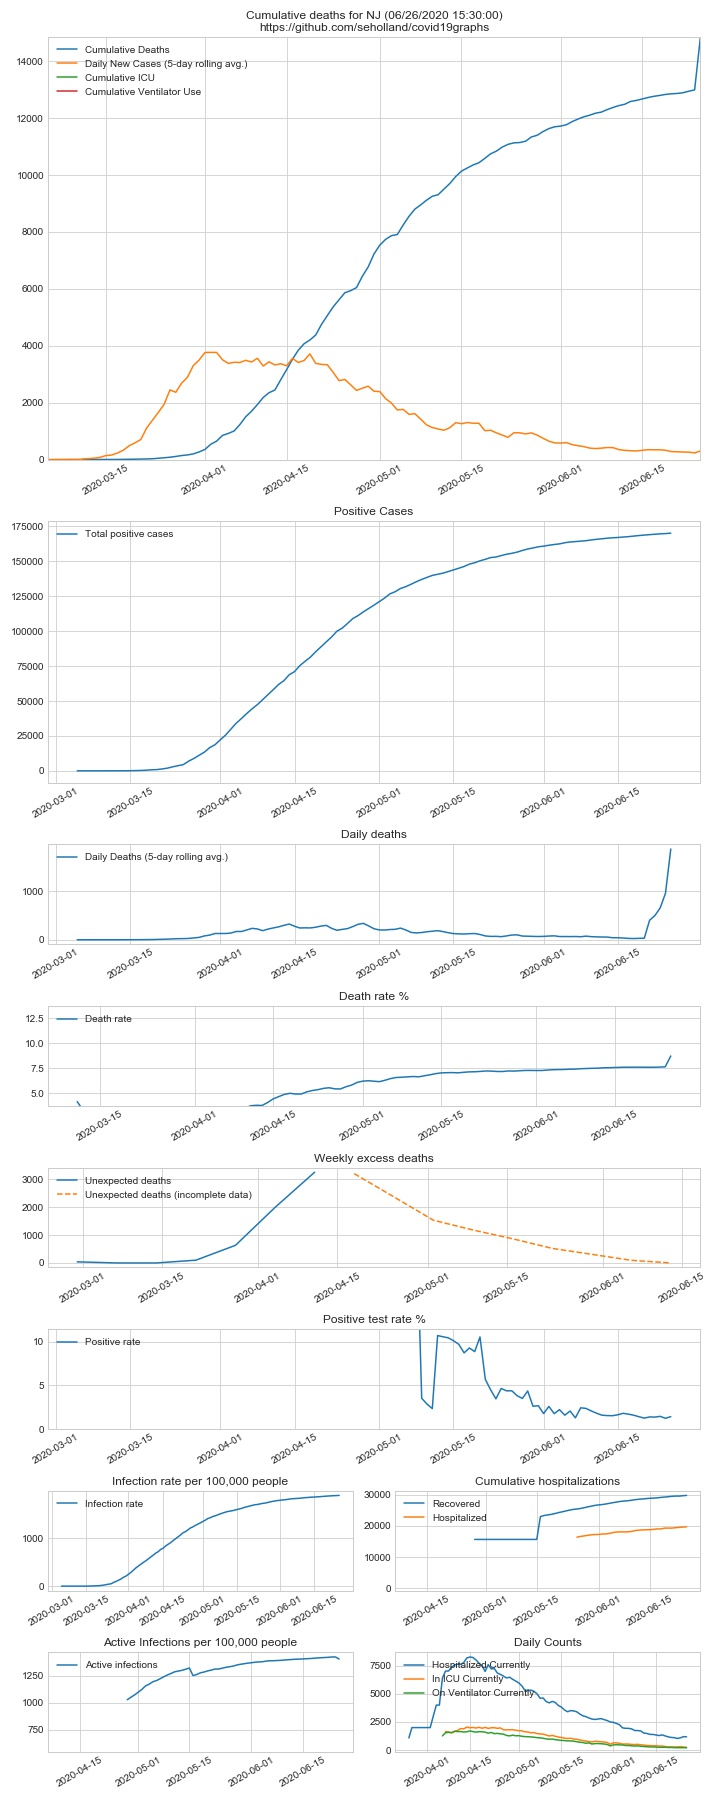 Cumulative deaths for NJ (06/26/2020 15:30:00)
https://github.com/seholland/covid19graphs
Cumulative Deaths
Daily New Cases (5-day rolling avg.)
Cumulative ICU
Cumulative Ventilator Use
14000
12000
10000
8000
6000
4000
2000
0
2020-03-15 2020-04-01 2020-04-15 2020-05-01 2020-05-15 2020-06-01 2020-06-15
Positive Cases
Total positive cases
175000
150000
125000
100000
75000
50000
25000
0
2020-03-01 2020-03-15 2020-04-01 2020-04-15 2020-05-01 2020-05-15 2020-06-01 2020-06-15
Daily deaths
Daily Deaths (5-day rolling avg.)
1000
0
2020-03-01 2020-03-15 2020-04-01 2020-04-15 2020-05-01 2020-05-15 2020-06-01 2020-06-15
Death rate %
Death rate
12.5
10.0
7.5
5.0
2020-03-15 2020-04-01 2020-04-15 2020-05-01 2020-05-15 2020-06-01 2020-06-15
Weekly excess deaths
Unexpected deaths
Unexpected deaths (incomplete data)
3000
2000
1000
0
2020-03-01 2020-03-15 2020-04-01 2020-04-15 2020-05-01 2020-05-15 2020-06-01 2020-06-15
Positive test rate %
Positive rate
10
5
0
2020-03-01 2020-03-15 2020-04-01 2020-04-15 2020-05-01 2020-05-15 2020-06-01 2020-06-15
Infection rate per 100,000 people
Infection rate
1000
0
2020-03-01 2020-03-15 2020-04-01 2020-04-15 2020-05-01 2020-05-15 2020-06-01 2020-06-15
Cumulative hospitalizations
Recovered
Hospitalized
30000
20000
10000
0
2020-04-15 2020-05-01 2020-05-15 2020-06-01 2020-06-15
Active Infections per 100,000 people
Active infections
1250
1000
750
2020-04-15 2020-05-01 2020-05-15 2020-06-01 2020-06-15
Daily Counts
Hospitalized Currently
In ICU Currently
On Ventilator Currently
7500
5000
2500
0
2020-04-01 2020-04-15 2020-05-01 2020-05-15 2020-06-01 2020-06-15